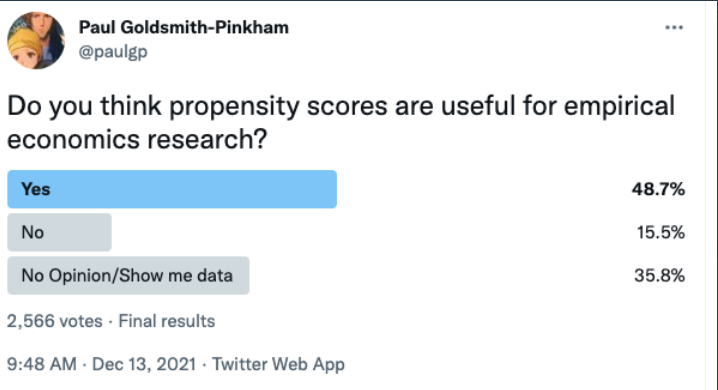 Paul Goldsmith-Pinkham
@paulgp
Do you think propensity scores are useful for empirical
economics research?
Yes 48.7%
No 15.5%
No Opinion/Show me data 35.8%
2,566 votes · Final results
9:48 AM · Dec 13, 2021 · Twitter Web App